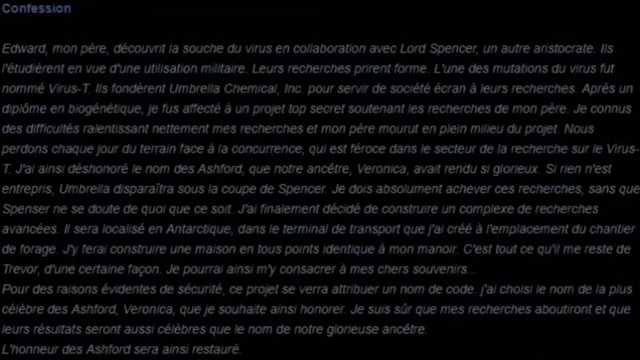 Confession
Edward, mon père, découvrit la souche du virus en collaboration avec Lord Spencer, un autre aristocrate. Ils
l'étudièrent en vue d'une utilisation militaire. Leurs recherches prirent forme. L'une des mutations du virus fut
nommé Virus-T. Ils fondèrent Umbrella Chemical, Inc. pour servir de société écran à leurs recherches. Après un
diplôme en biogénétique, je fus affecté à un projet top secret soutenant les recherches de mon père. Je connus
des difficultés ralentissant nettement mes recherches et mon père mourut en plein milieu du projet. Nous
perdons chaque jour du terrain face à la concurrence, qui est féroce dans le secteur de la recherche sur le Virus-
T. J'ai ainsi déshonoré le nom des Ashford, que notre ancêtre, Veronica, avait rendu si glorieux. Si rien n'est
entrepris, Umbrella disparaîtra sous la coupe de Spencer. Je dois absolument achever ces recherches, sans que
Spenser ne se doute de quoi que ce soit. J'ai finalement décidé de construire un complexe de recherches
avancées. Il sera localisé en Antarctique, dans le terminal de transport que j'ai créé à l'emplacement du chantier
de forage. J'y ferai construire une maison en tous points identique à mon manoir. C'est tout ce qu'il me reste de
Trevor, d'une certaine façon. Je pourrai ainsi m'y consacrer à mes chers souvenirs...
Pour des raisons évidentes de sécurité, ce projet se verra attribuer un nom de code. j'ai choisi le nom de la plus
célèbre des Ashford, Veronica, que je souhaite ainsi honorer. Je suis sûr que mes recherches aboutiront et que
leurs résultats seront aussi célèbres que le nom de notre glorieuse ancêtre.
L'honneur des Ashford sera ainsi restauré.